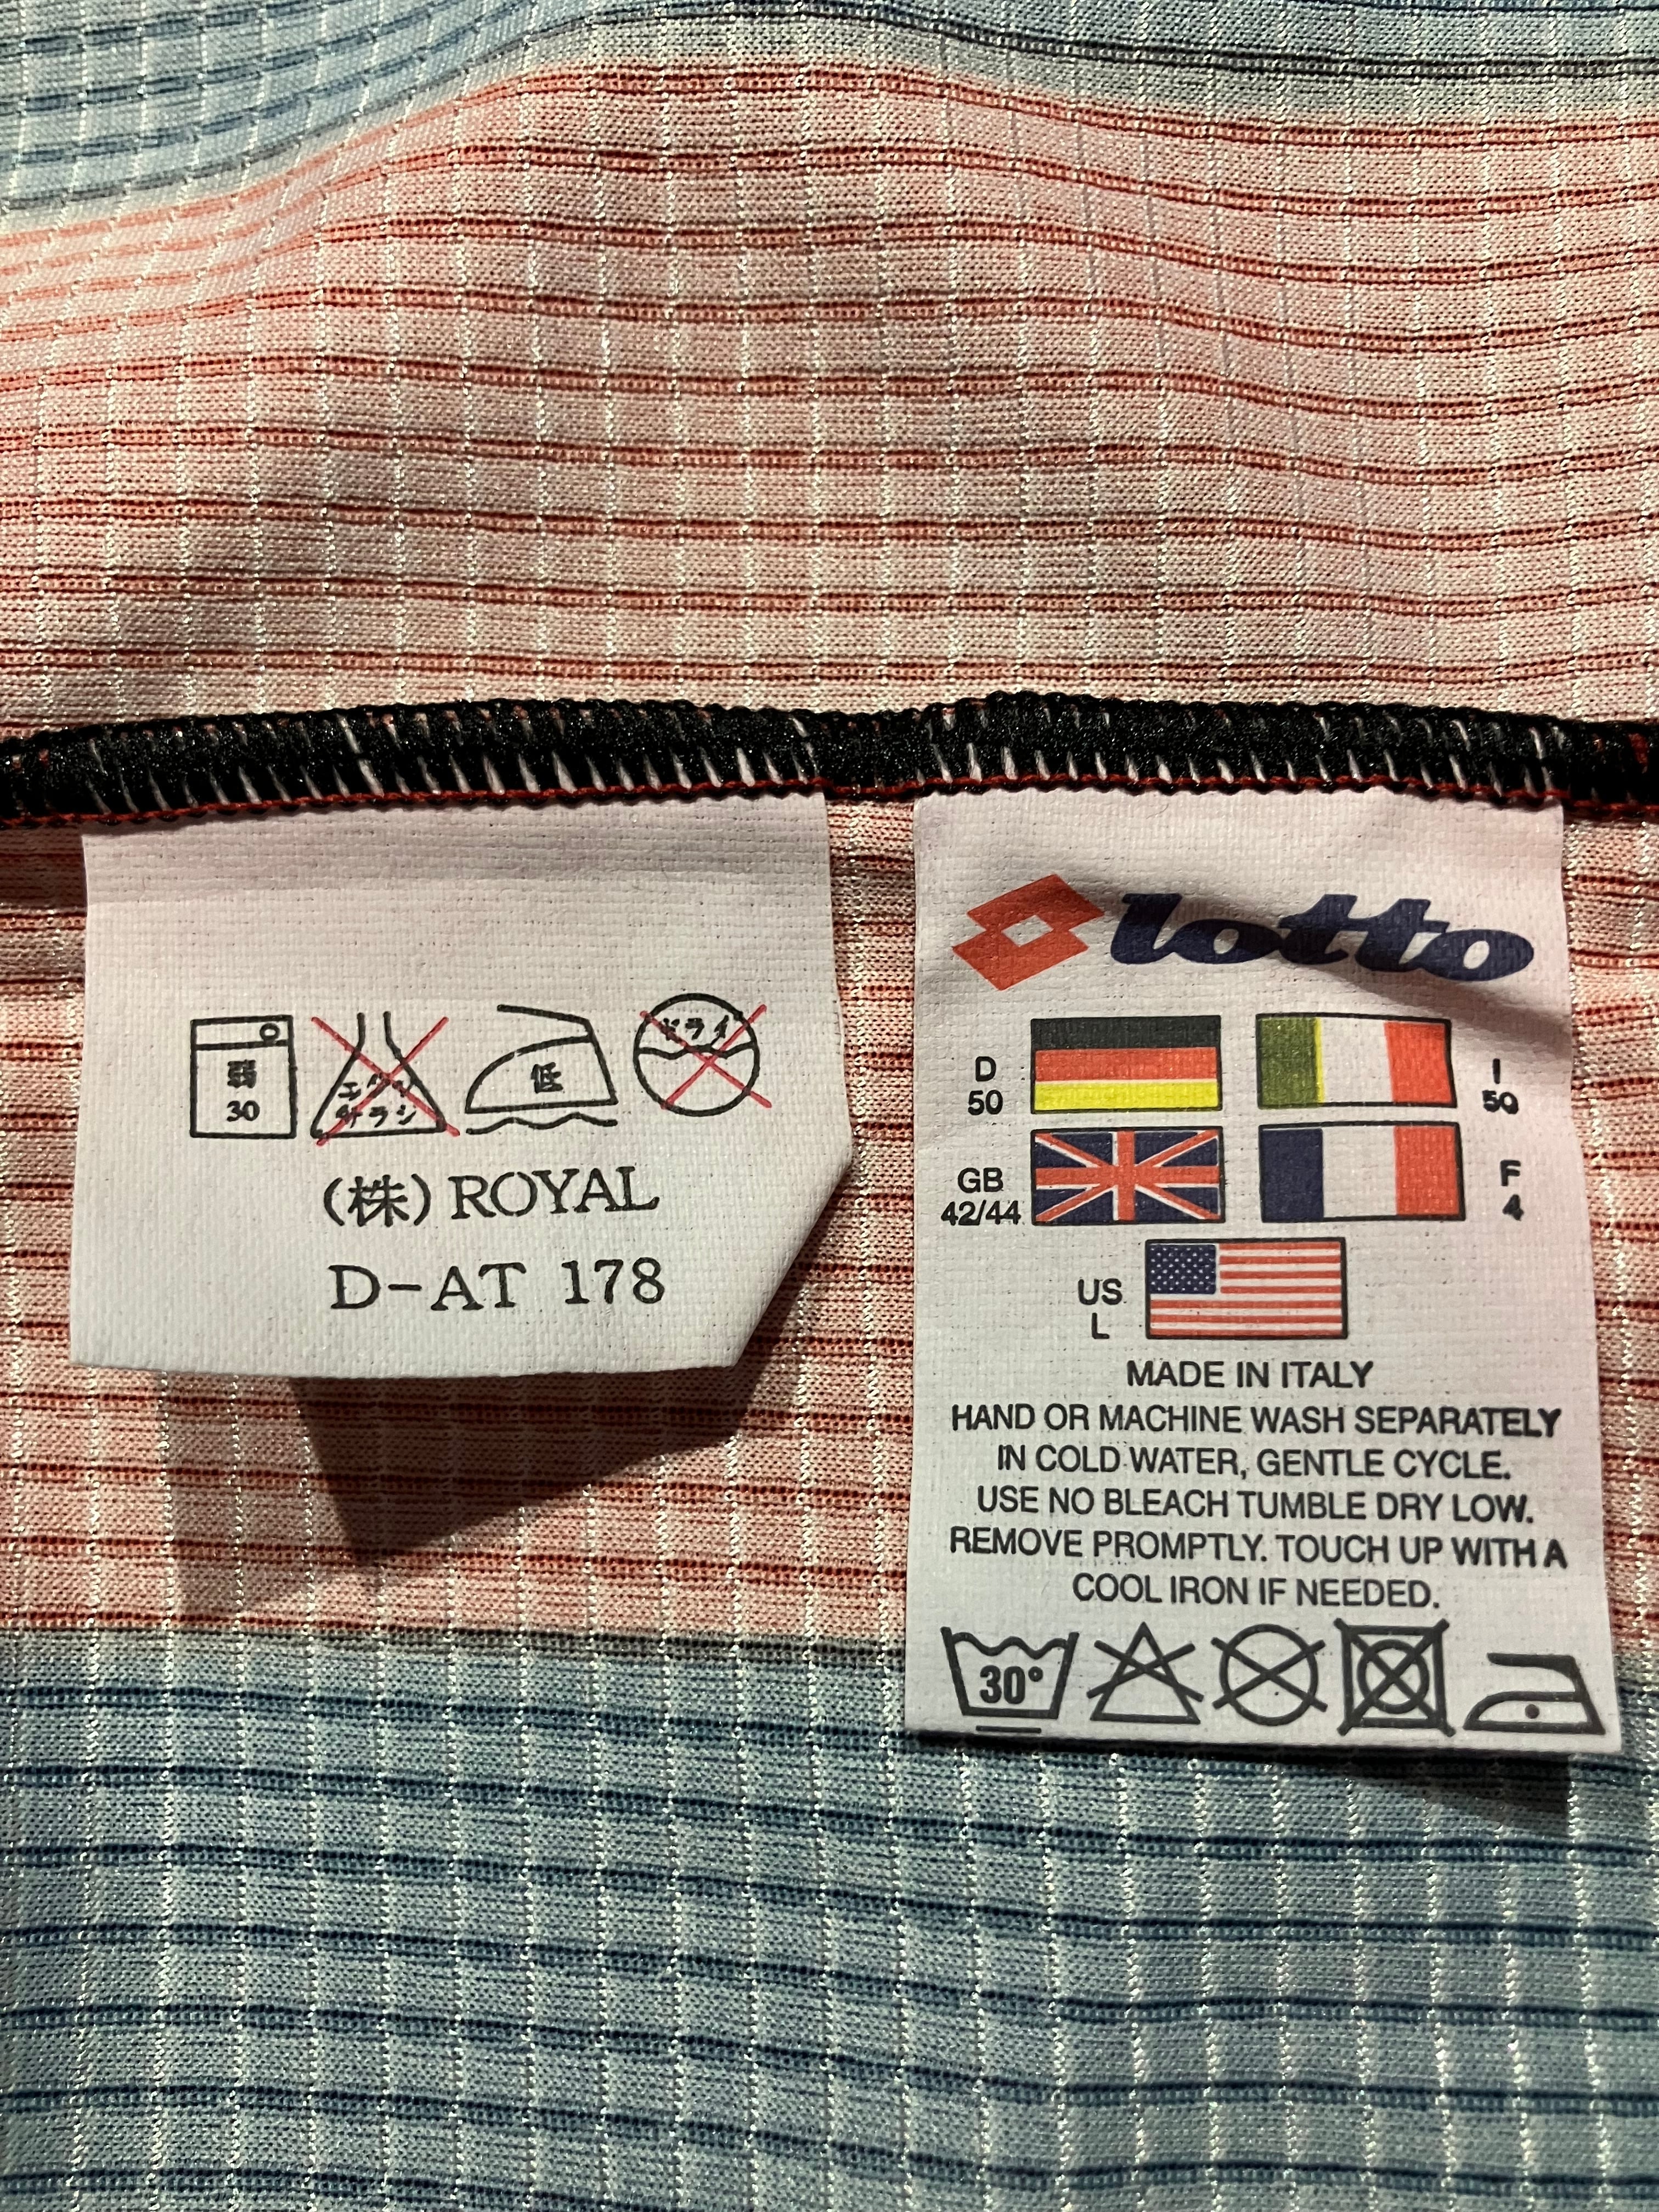 弱
30
エンソ
サラシ
低
ドライ
(株) ROYAL
D-AT 178
lotto
D
50
I
50
GB
42/44
F
4
US
L
MADE IN ITALY
HAND OR MACHINE WASH SEPARATELY
IN COLD WATER, GENTLE CYCLE.
USE NO BLEACH TUMBLE DRY LOW.
REMOVE PROMPTLY. TOUCH UP WITH A
COOL IRON IF NEEDED.
30°